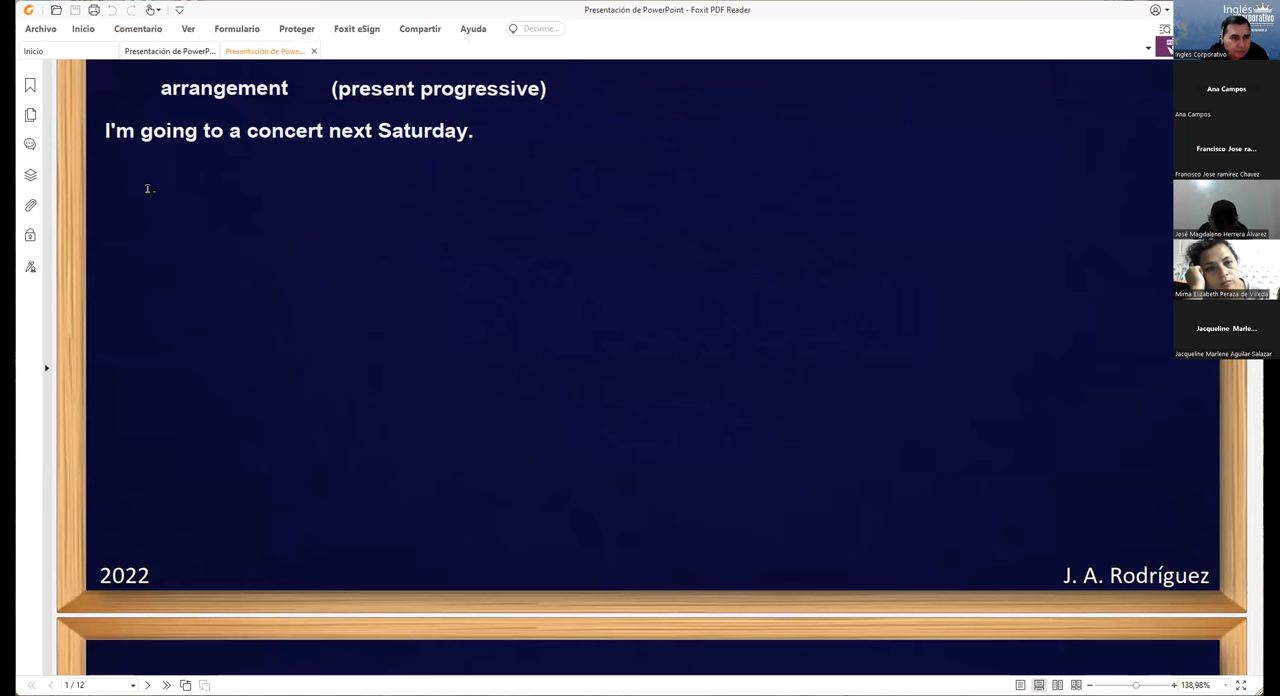 Presentación de PowerPoint - Foxit PDF Reader
Archivo Inicio Comentario Ver Formulario Proteger Foxit eSign Compartir Ayuda Decirme...
Inicio Presentación de PowerP... Presentación de Powe...
arrangement (present progressive)
I'm going to a concert next Saturday.
2022 J. A. Rodríguez
1 / 12 138,98%
Inglés
Inglés Corporativo
Ana Campos
Ana Campos
Francisco Jose ra...
Francisco Jose ramirez Chavez
José Magdaleno Herrera Álvarez
Mirna Elizabeth Peraza de Villeda
Jacqueline Marle...
Jacqueline Marlene Aguilar Salazar